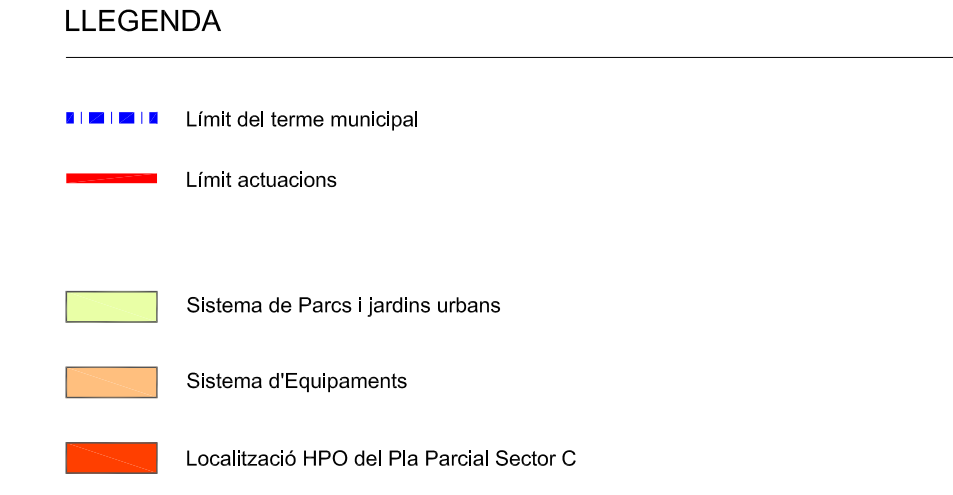 LLEGENDA
Límit del terme municipal
Límit actuacions
Sistema de Parcs i jardins urbans
Sistema d'Equipaments
Localització HPO del Pla Parcial Sector C